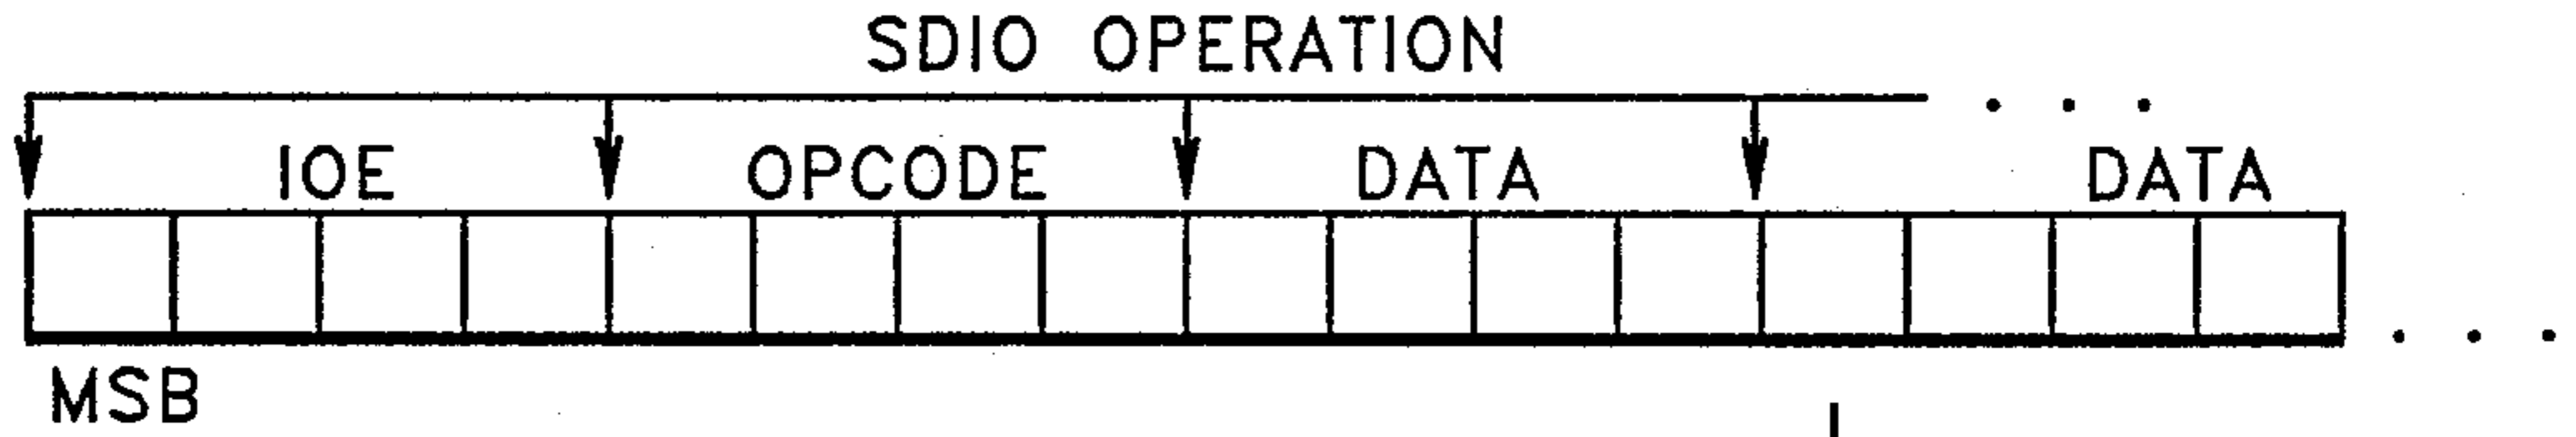 SDIO OPERATION . . .
IOE OPCODE DATA DATA
. . .
MSB